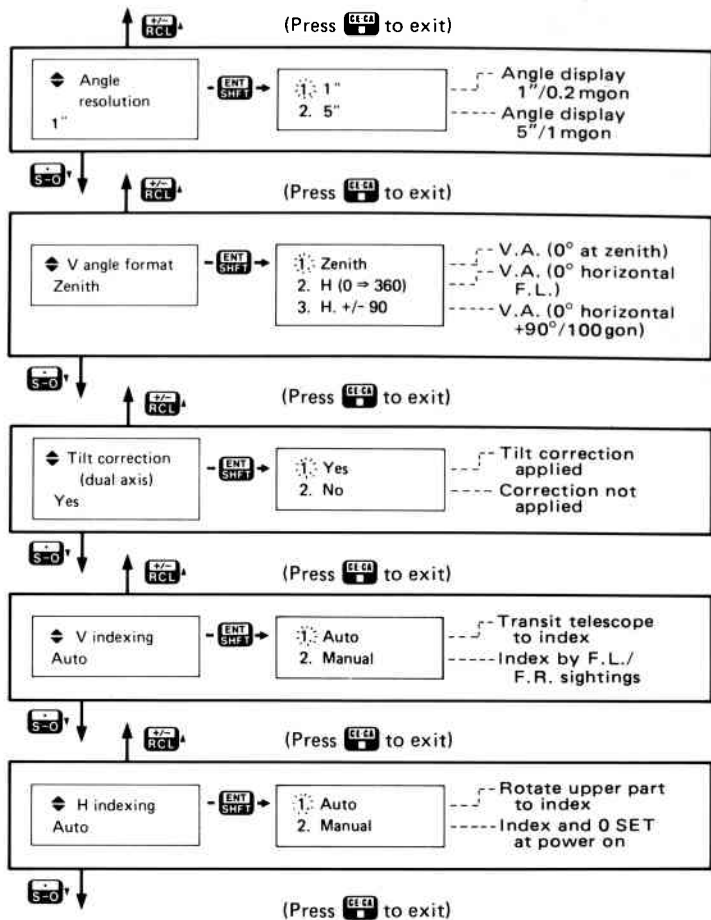 +/-
RCL
(Press CE·CA to exit)
Angle
resolution
1"
ENT
SHFT
1. 1"
2. 5"
Angle display
1"/0.2 mgon
Angle display
5"/1 mgon
·
S-O
+/-
RCL
(Press CE·CA to exit)
V angle format
Zenith
ENT
SHFT
1. Zenith
2. H (0 ⇒ 360)
3. H. +/− 90
V.A. (0° at zenith)
V.A. (0° horizontal
F.L.)
V.A. (0° horizontal
+90°/100gon)
·
S-O
+/-
RCL
(Press CE·CA to exit)
Tilt correction
(dual axis)
Yes
ENT
SHFT
1. Yes
2. No
Tilt correction
applied
Correction not
applied
·
S-O
+/-
RCL
(Press CE·CA to exit)
V indexing
Auto
ENT
SHFT
1. Auto
2. Manual
Transit telescope
to index
Index by F.L./
F.R. sightings
·
S-O
+/-
RCL
(Press CE·CA to exit)
H indexing
Auto
ENT
SHFT
1. Auto
2. Manual
Rotate upper part
to index
Index and 0 SET
at power on
·
S-O
(Press CE·CA to exit)